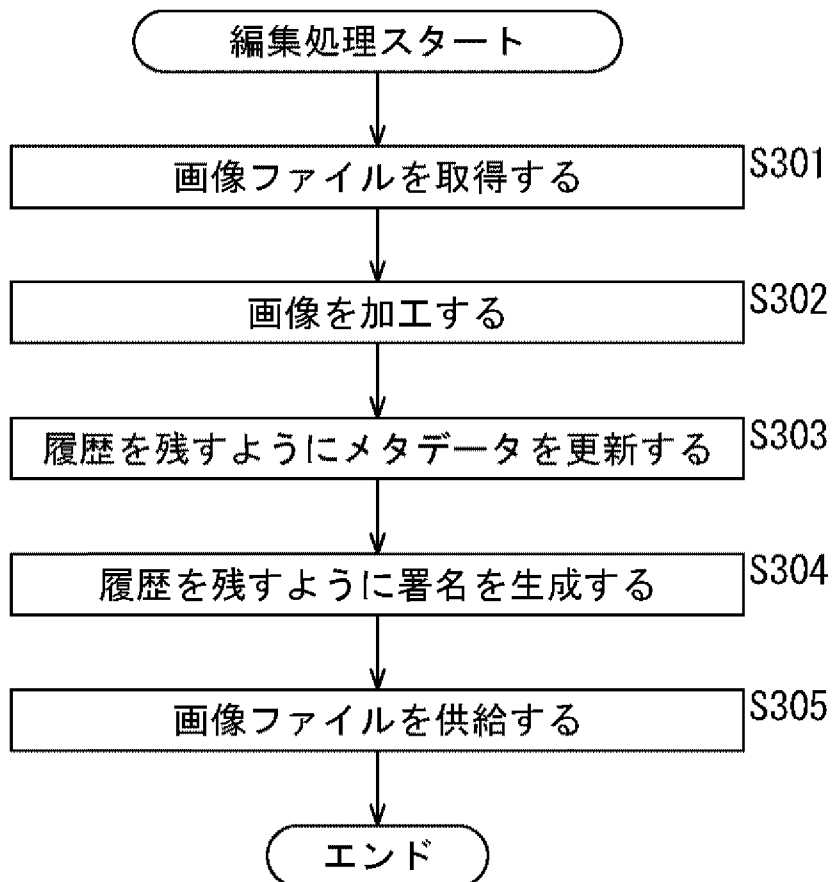 編集処理スタート
画像ファイルを取得する
S301
画像を加工する
S302
履歴を残すようにメタデータを更新する
S303
履歴を残すように署名を生成する
S304
画像ファイルを供給する
S305
エンド